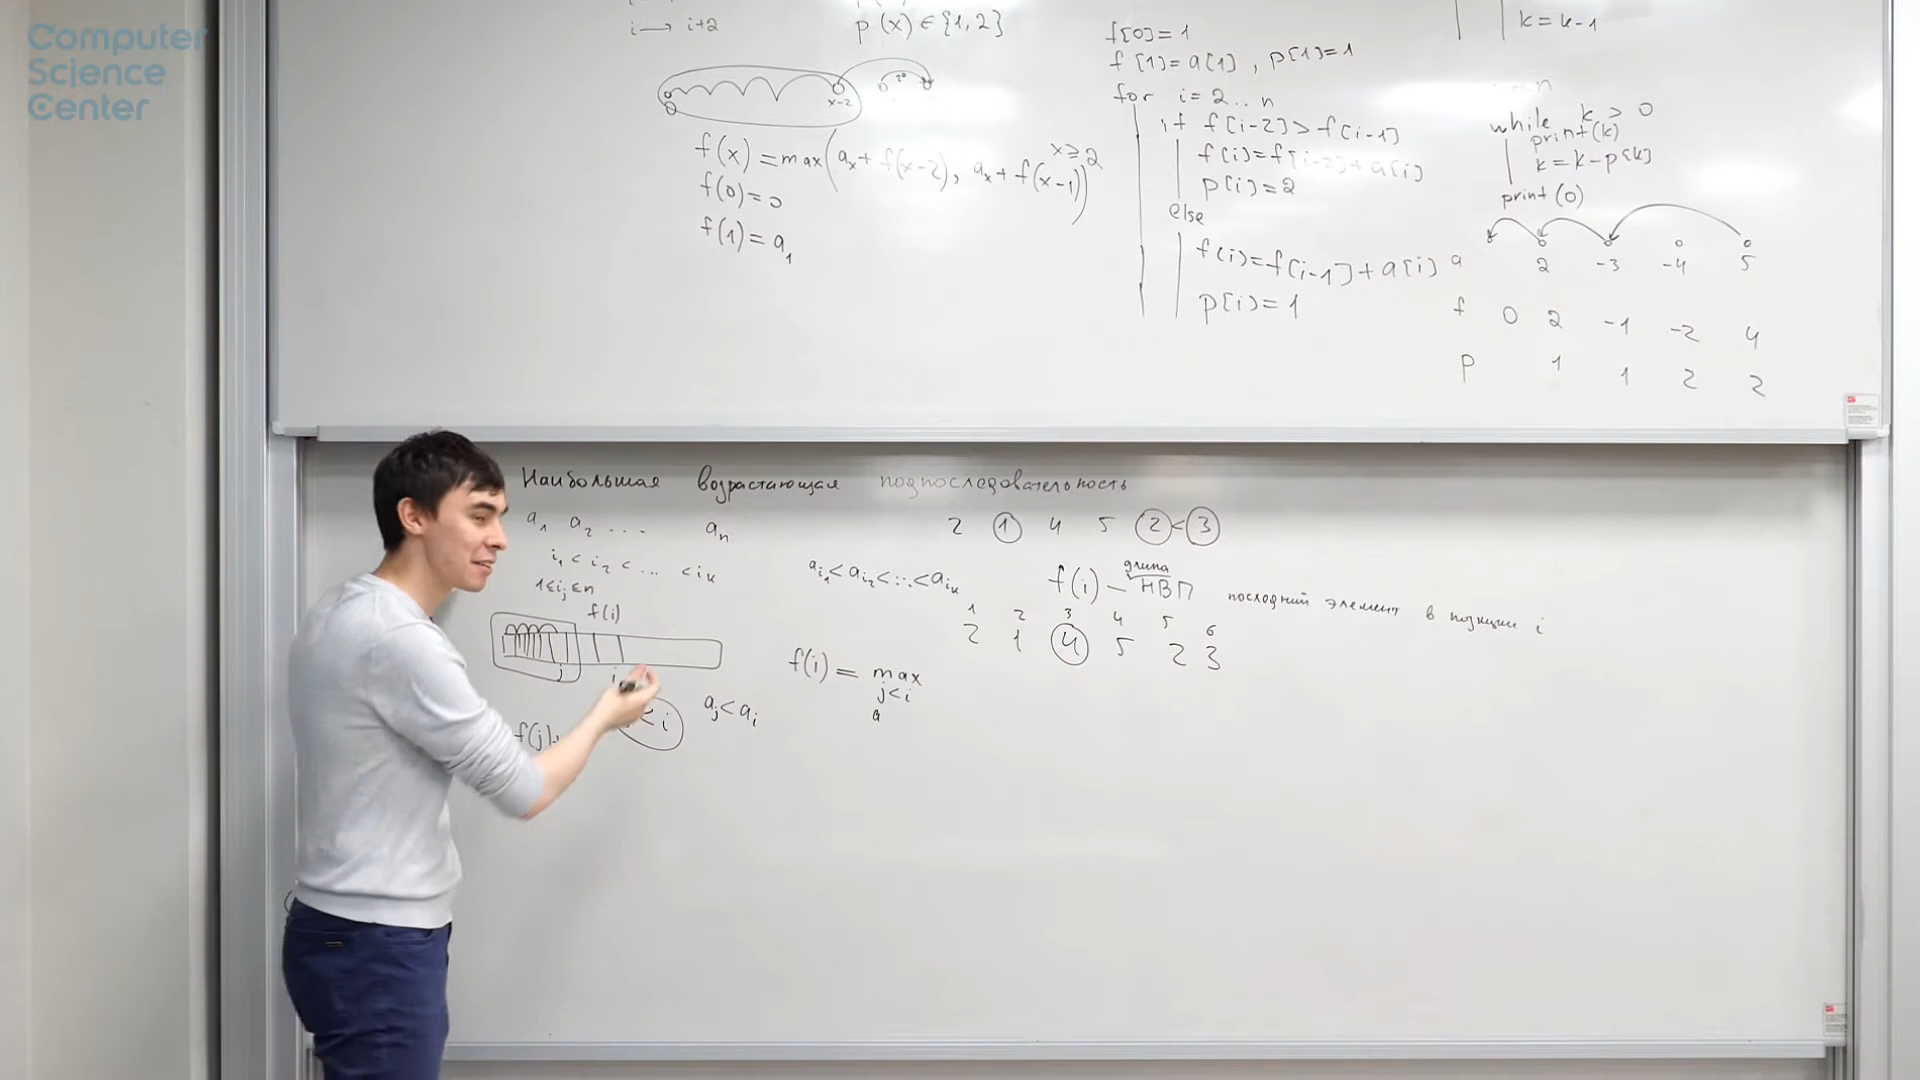 Computer
Science
Center
i → i+2
p(x) ∈ {1,2}
x-2
f(x) = max(aₓ + f(x-2), aₓ + f(x-1)) x≥2
f(0)=0
f(1)=a₁
f[0]=1
f[1]=a[1], p[1]=1
for i=2...n
if f[i-2]>f[i-1]
f[i]=f[i-2]+a[i]
p[i]=2
else
f[i]=f[i-1]+a[i]
p[i]=1
k=k-1
while k > 0
print(k)
k=k-p[k]
print(0)
a 2 -3 -4 5
f 0 2 -1 -2 4
p 1 1 2 2
Наибольшая возрастающая подпоследовательность
a₁ a₂ ... aₙ
2 1 4 5 2<3
i₁ < i₂ < ... < iₖ
1≤iⱼ≤n
aᵢ₁<aᵢ₂<...<aᵢₖ
f(i) — длина НВП последний элемент в позиции i
1 2 3 4 5 6
2 1 4 5 2 3
f(i)
j
f(i) = max
j<i
a
aⱼ<aᵢ
< i
f(j)